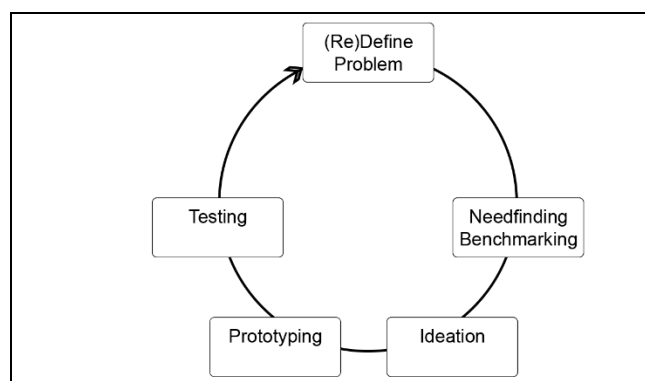 (Re)Define
Problem
Needfinding
Benchmarking
Ideation
Prototyping
Testing